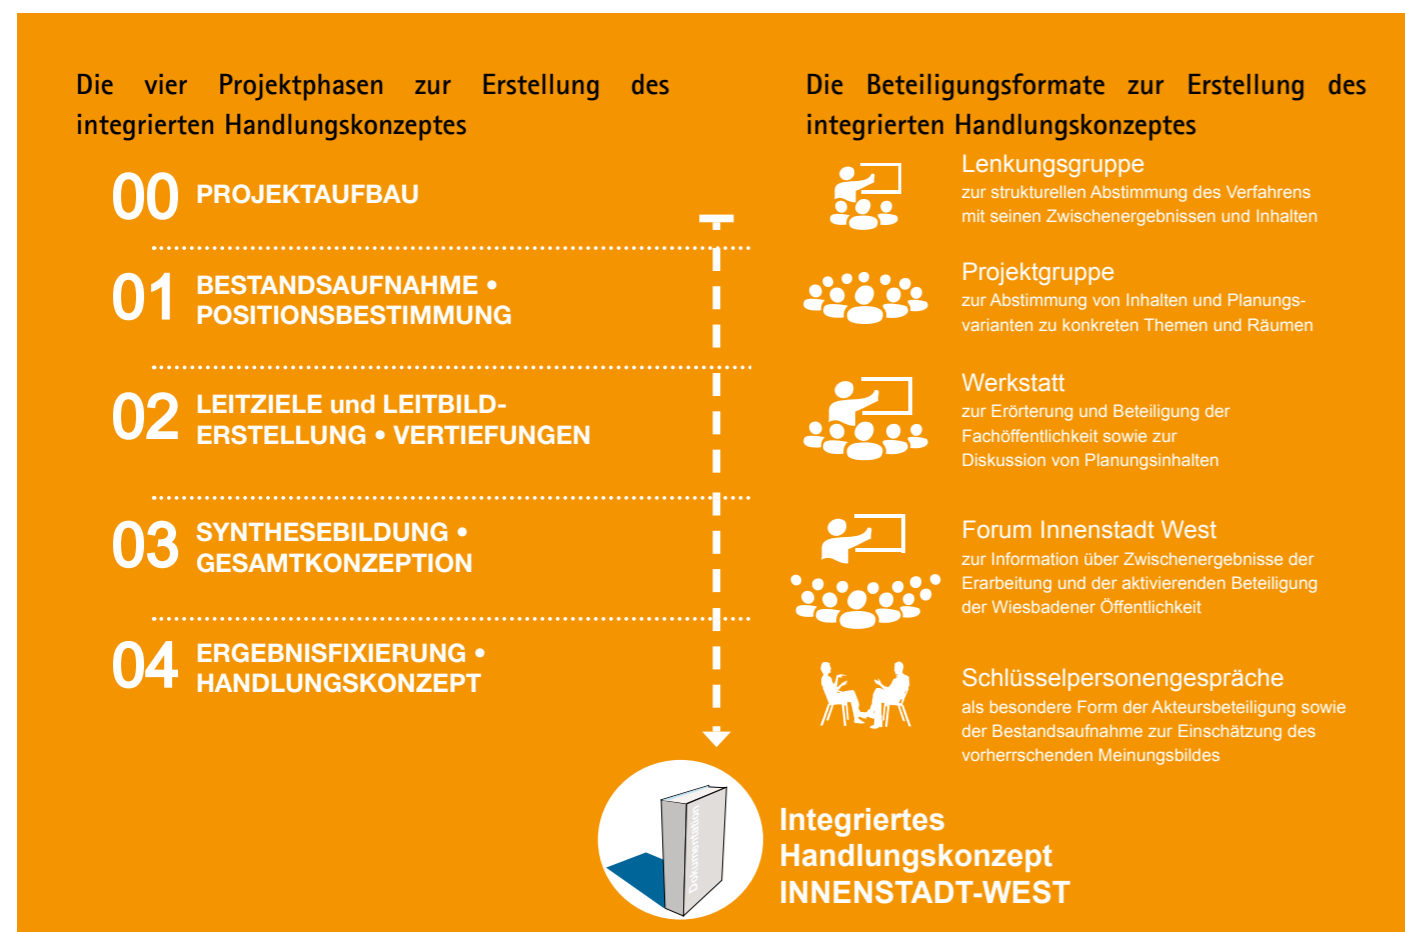 Die vier Projektphasen zur Erstellung des
integrierten Handlungskonzeptes
00 PROJEKTAUFBAU
01 BESTANDSAUFNAHME •
POSITIONSBESTIMMUNG
02 LEITZIELE und LEITBILD-
ERSTELLUNG • VERTIEFUNGEN
03 SYNTHESEBILDUNG •
GESAMTKONZEPTION
04 ERGEBNISFIXIERUNG •
HANDLUNGSKONZEPT
Die Beteiligungsformate zur Erstellung des
integrierten Handlungskonzeptes
Lenkungsgruppe
zur strukturellen Abstimmung des Verfahrens
mit seinen Zwischenergebnissen und Inhalten
Projektgruppe
zur Abstimmung von Inhalten und Planungs-
varianten zu konkreten Themen und Räumen
Werkstatt
zur Erörterung und Beteiligung der
Fachöffentlichkeit sowie zur
Diskussion von Planungsinhalten
Forum Innenstadt West
zur Information über Zwischenergebnisse der
Erarbeitung und der aktivierenden Beteiligung
der Wiesbadener Öffentlichkeit
Schlüsselpersonengespräche
als besondere Form der Akteursbeteiligung sowie
der Bestandsaufnahme zur Einschätzung des
vorherrschenden Meinungsbildes
Dokumentation
Integriertes
Handlungskonzept
INNENSTADT-WEST